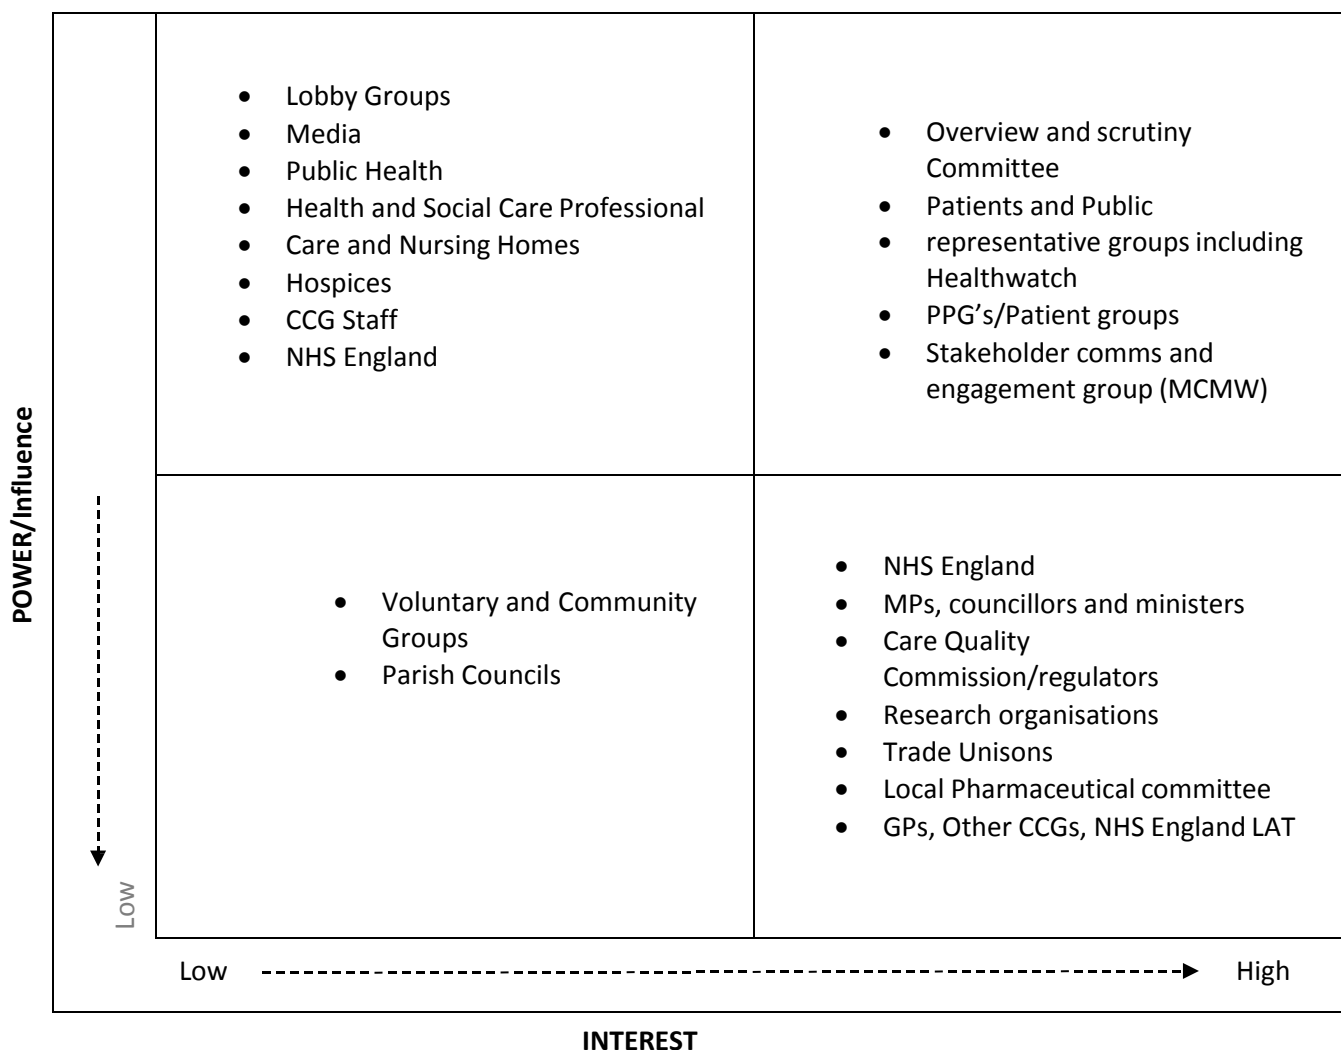 • Lobby Groups
• Media
• Public Health
• Health and Social Care Professional
• Care and Nursing Homes
• Hospices
• CCG Staff
• NHS England
• Overview and scrutiny
Committee
• Patients and Public
• representative groups including
Healthwatch
• PPG’s/Patient groups
• Stakeholder comms and
engagement group (MCMW)
POWER/Influence
• Voluntary and Community
Groups
• Parish Councils
• NHS England
• MPs, councillors and ministers
• Care Quality
Commission/regulators
• Research organisations
• Trade Unisons
• Local Pharmaceutical committee
• GPs, Other CCGs, NHS England LAT
Low
Low
High
INTEREST